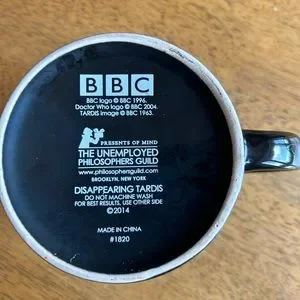 BBC
BBC logo © BBC 1996.
Doctor Who logo © BBC 2004.
TARDIS image © BBC 1963.
PRESENTS OF MIND
THE UNEMPLOYED
PHILOSOPHERS GUILD
www.philosophersguild.com
BROOKLYN, NEW YORK
DISAPPEARING TARDIS
DO NOT MACHINE WASH
FOR BEST RESULTS, USE OTHER SIDE
©2014
MADE IN CHINA
#1820